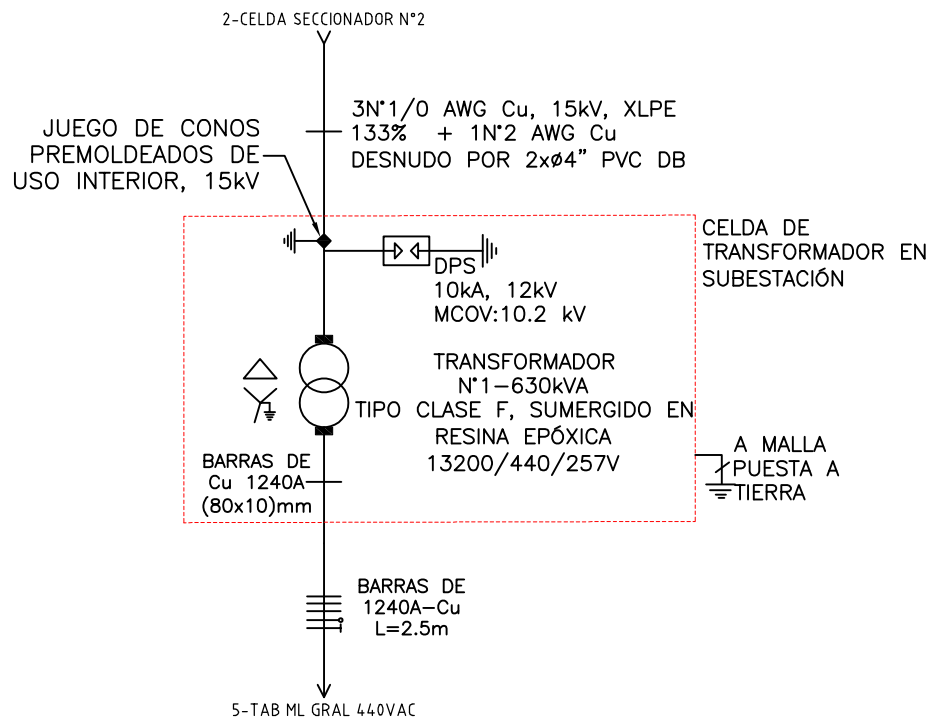 2-CELDA SECCIONADOR N°2
3N°1/0 AWG Cu, 15kV, XLPE
133% + 1N°2 AWG Cu
DESNUDO POR 2xø4" PVC DB
JUEGO DE CONOS
PREMOLDEADOS DE
USO INTERIOR, 15kV
CELDA DE
TRANSFORMADOR EN
SUBESTACIÓN
DPS
10kA, 12kV
MCOV:10.2 kV
TRANSFORMADOR
N°1-630kVA
TIPO CLASE F, SUMERGIDO EN
RESINA EPÓXICA
13200/440/257V
A MALLA
PUESTA A
TIERRA
BARRAS DE
Cu 1240A
(80x10)mm
BARRAS DE
1240A-Cu
L=2.5m
5-TAB ML GRAL 440VAC